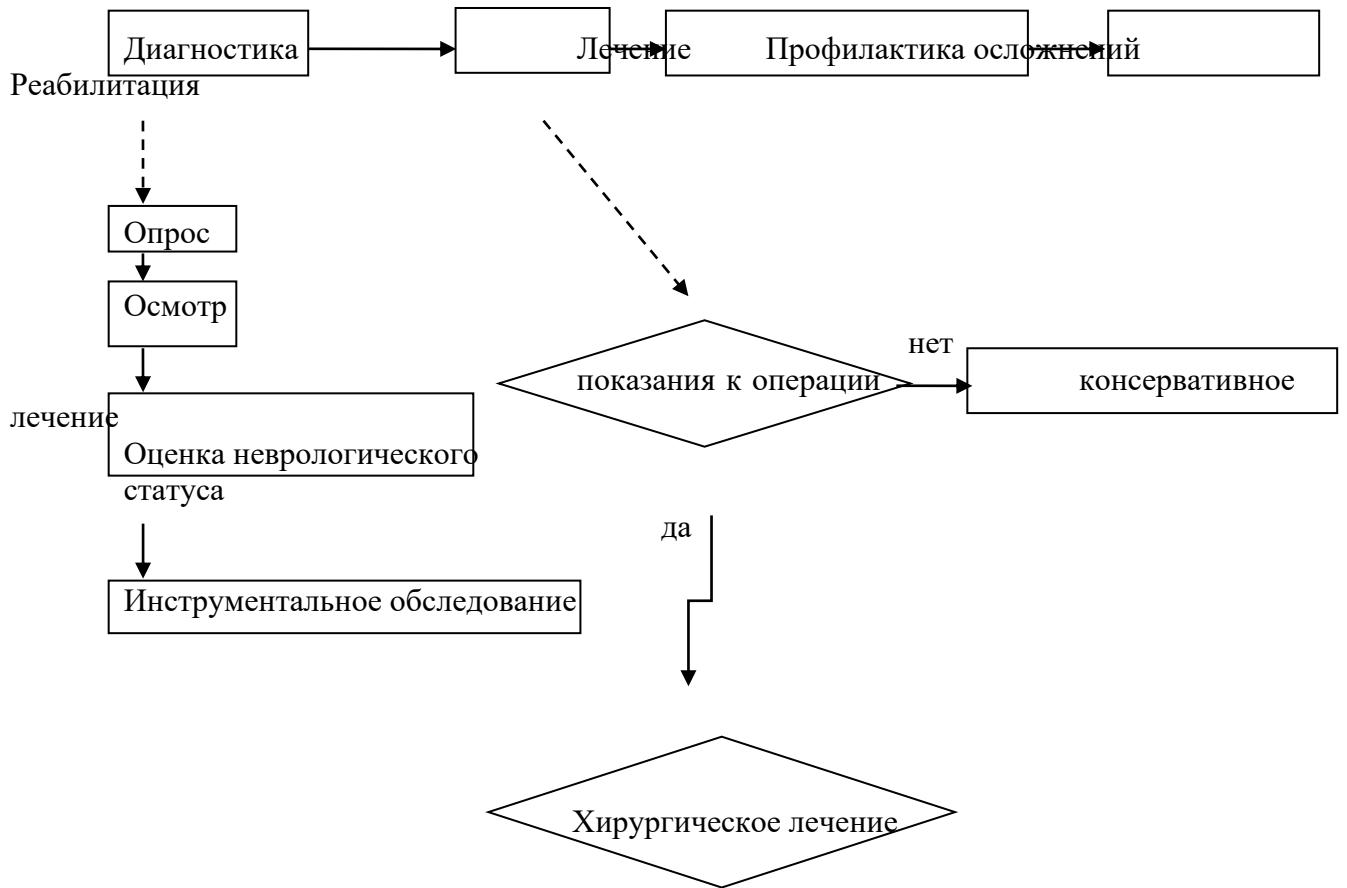 Диагностика Лечение Профилактика осложнений
Реабилитация
Опрос
Осмотр
нет
показания к операции консервативное
лечение
Оценка неврологического
статуса
да
Инструментальное обследование
Хирургическое лечение